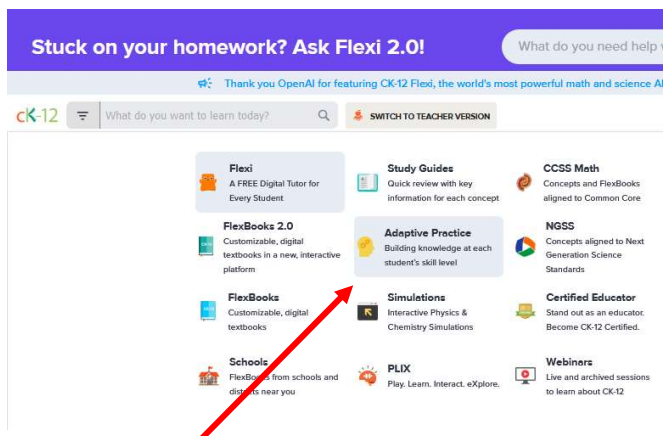 Stuck on your homework? Ask Flexi 2.0!
What do you need help
Thank you OpenAI for featuring CK-12 Flexi, the world's most powerful math and science AI
cK-12
What do you want to learn today?
SWITCH TO TEACHER VERSION
Flexi
A FREE Digital Tutor for
Every Student
Study Guides
Quick review with key
information for each concept
CCSS Math
Concepts and FlexBooks
aligned to Common Core
FlexBooks 2.0
Customizable, digital
textbooks in a new, interactive
platform
Adaptive Practice
Building knowledge at each
student's skill level
NGSS
Concepts aligned to Next
Generation Science
Standards
FlexBooks
Customizable, digital
textbooks
Simulations
Interactive Physics &
Chemistry Simulations
Certified Educator
Stand out as an educator.
Become CK-12 Certified.
Schools
FlexBooks from schools and
districts near you
PLIX
Play. Learn. Interact. eXplore.
Webinars
Live and archived sessions
to learn about CK-12